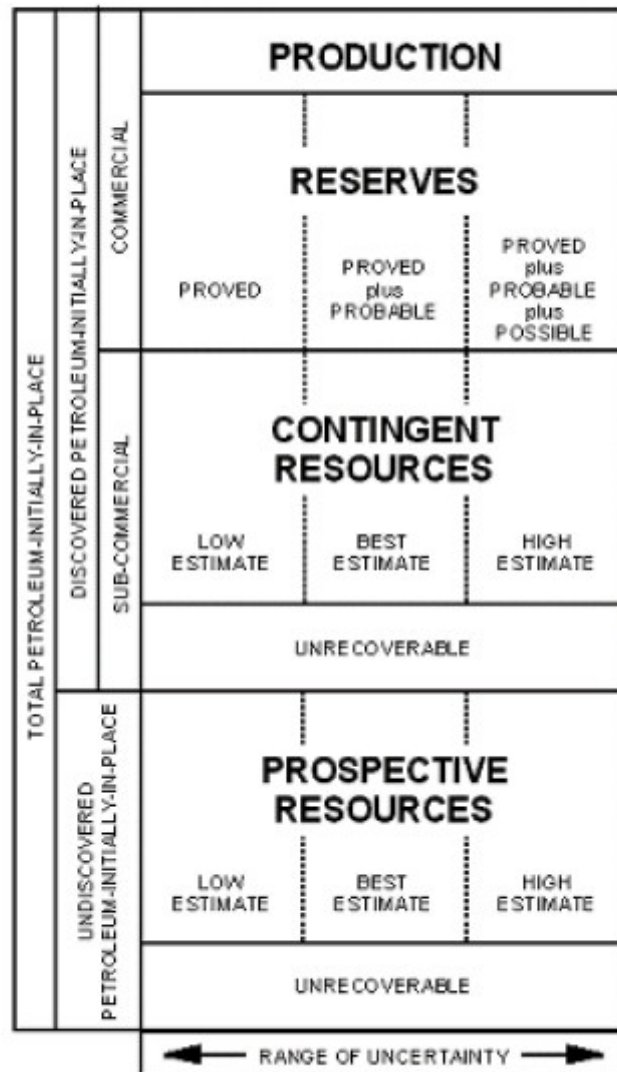 PRODUCTION
RESERVES
PROVED
PROVED
plus
PROBABLE
PROVED
plus
PROBABLE
plus
POSSIBLE
CONTINGENT
RESOURCES
LOW
ESTIMATE
BEST
ESTIMATE
HIGH
ESTIMATE
UNRECOVERABLE
PROSPECTIVE
RESOURCES
LOW
ESTIMATE
BEST
ESTIMATE
HIGH
ESTIMATE
UNRECOVERABLE
RANGE OF UNCERTAINTY
TOTAL PETROLEUM-INITIALLY-IN-PLACE
DISCOVERED PETROLEUM-INITIALLY-IN-PLACE
UNDISCOVERED
PETROLEUM-INITIALLY-IN-PLACE
COMMERCIAL
SUB-COMMERCIAL